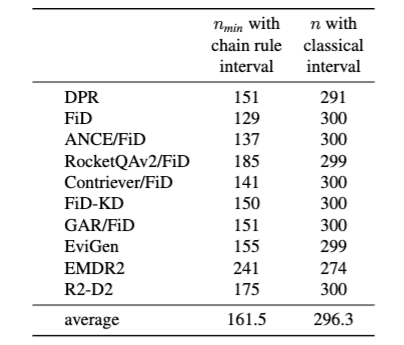 n_min with n with
chain rule classical
interval interval
DPR 151 291
FiD 129 300
ANCE/FiD 137 300
RocketQAv2/FiD 185 299
Contriever/FiD 141 300
FiD-KD 150 300
GAR/FiD 151 300
EviGen 155 299
EMDR2 241 274
R2-D2 175 300
average 161.5 296.3